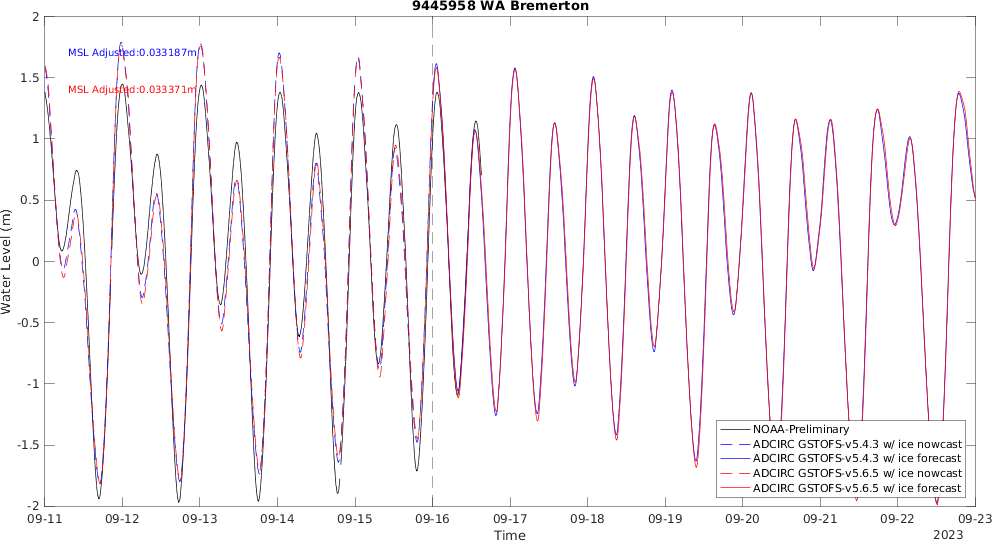 9445958 WA Bremerton
2
1.5
1
0.5
0
-0.5
-1
-1.5
-2
Water Level (m)
MSL Adjusted:0.033187m
MSL Adjusted:0.033371m
NOAA-Preliminary
ADCIRC GSTOFS-v5.4.3 w/ ice nowcast
ADCIRC GSTOFS-v5.4.3 w/ ice forecast
ADCIRC GSTOFS-v5.6.5 w/ ice nowcast
ADCIRC GSTOFS-v5.6.5 w/ ice forecast
09-11 09-12 09-13 09-14 09-15 09-16 09-17 09-18 09-19 09-20 09-21 09-22 09-23
Time
2023